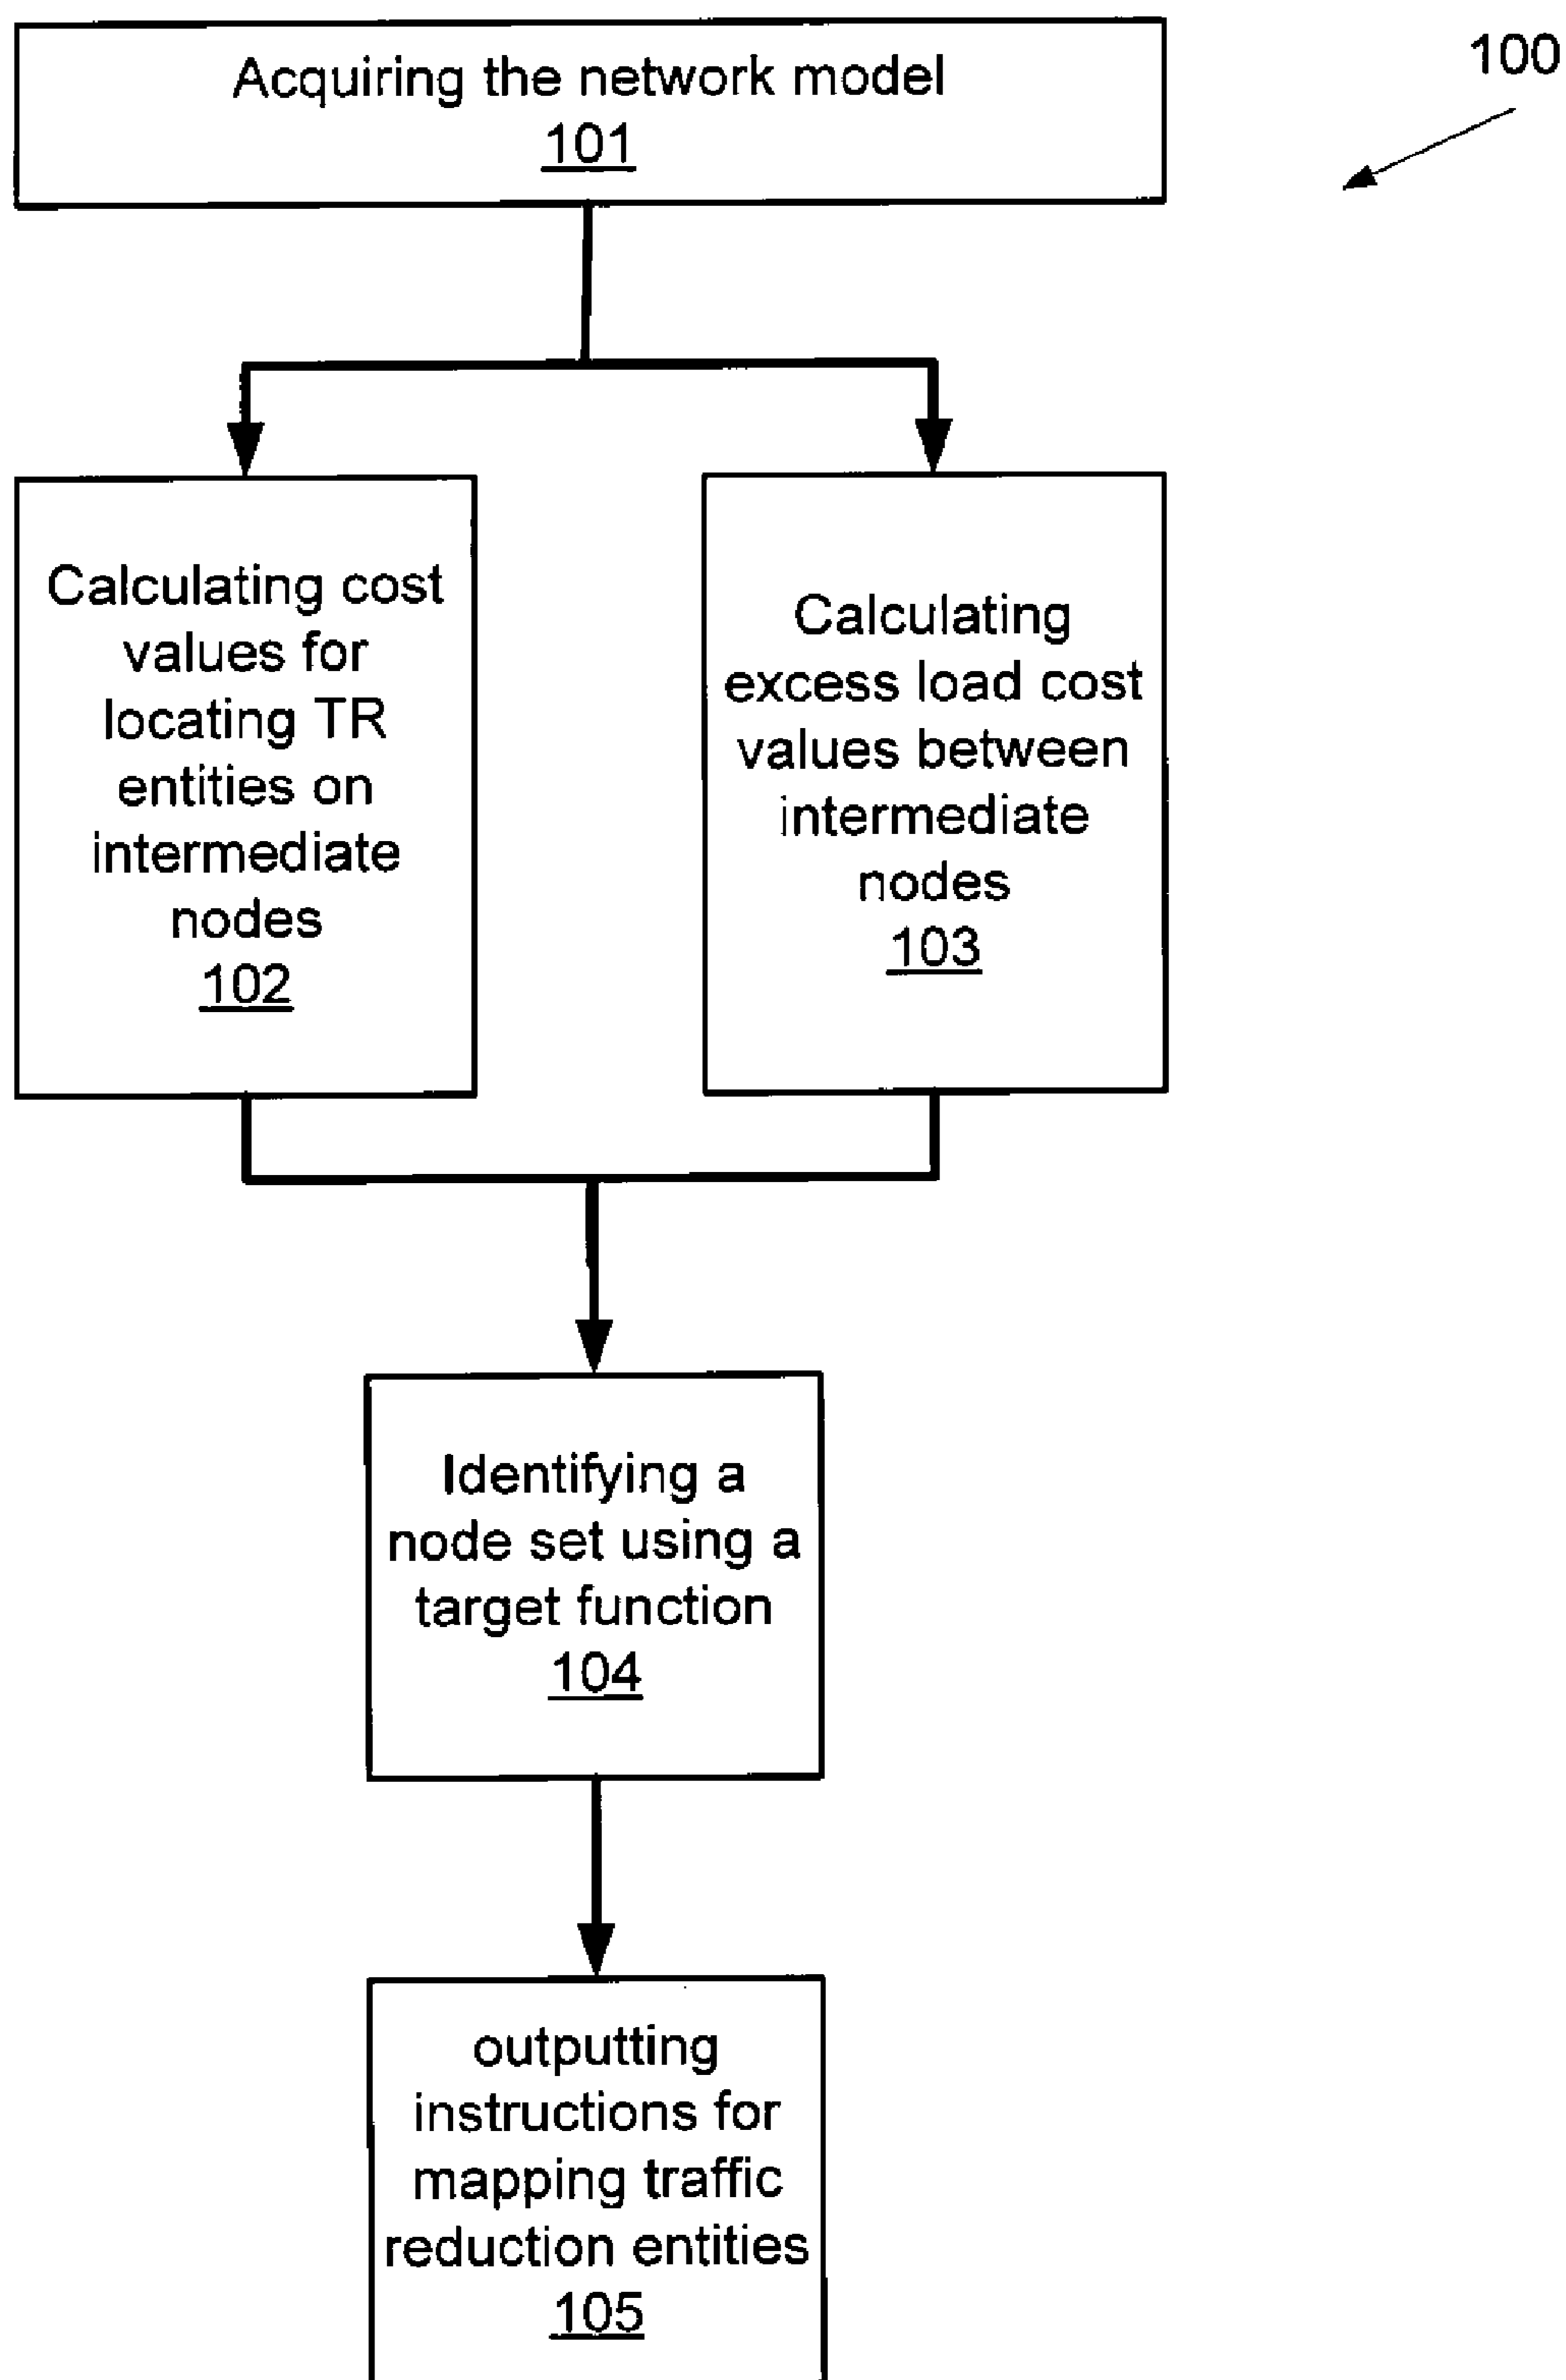 Acquiring the network model
101
100
Calculating cost
values for
locating TR
entities on
intermediate
nodes
102
Calculating
excess load cost
values between
intermediate
nodes
103
Identifying a
node set using a
target function
104
outputting
instructions for
mapping traffic
reduction entities
105